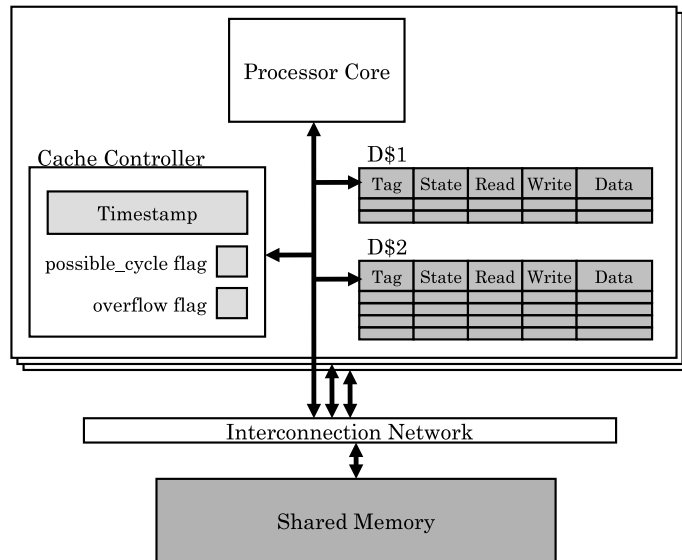 Processor Core
Cache Controller
Timestamp
possible_cycle flag
overflow flag
D$1
Tag State Read Write Data
D$2
Tag State Read Write Data
Interconnection Network
Shared Memory